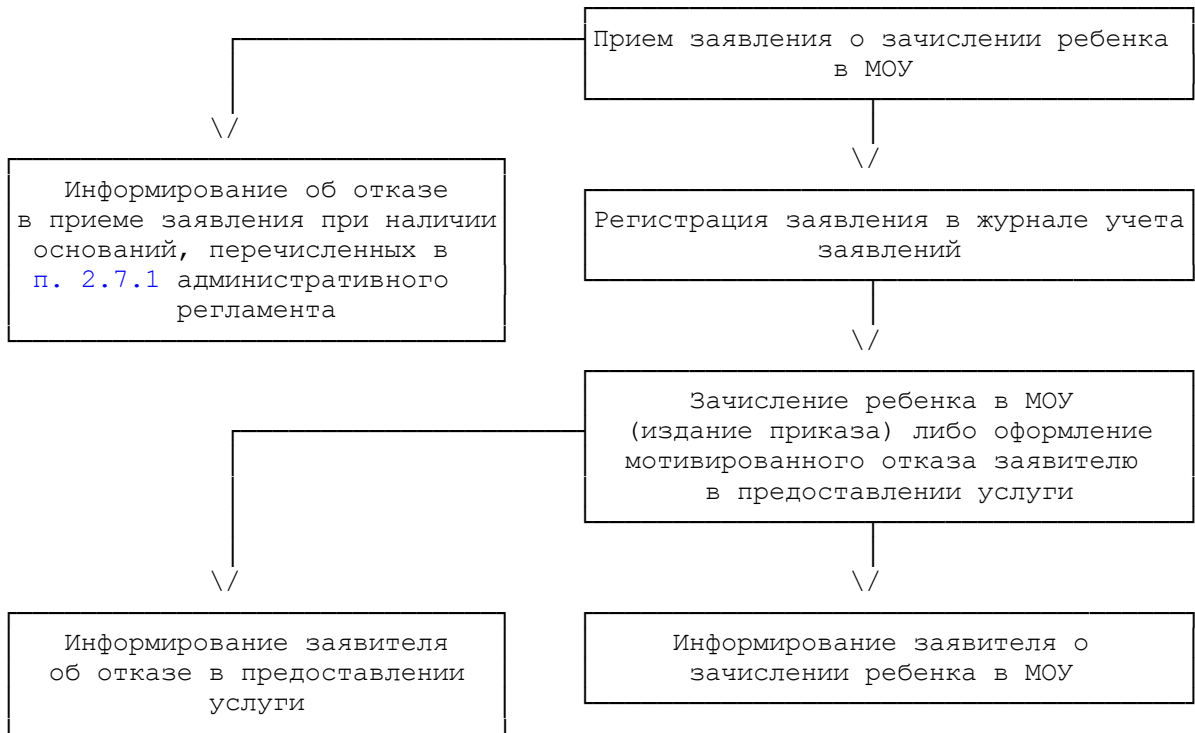 Прием заявления о зачислении ребенка
в МОУ
Информирование об отказе
в приеме заявления при наличии
оснований, перечисленных в
п. 2.7.1 административного
регламента
Регистрация заявления в журнале учета
заявлений
Зачисление ребенка в МОУ
(издание приказа) либо оформление
мотивированного отказа заявителю
в предоставлении услуги
Информирование заявителя
об отказе в предоставлении
услуги
Информирование заявителя о
зачислении ребенка в МОУ